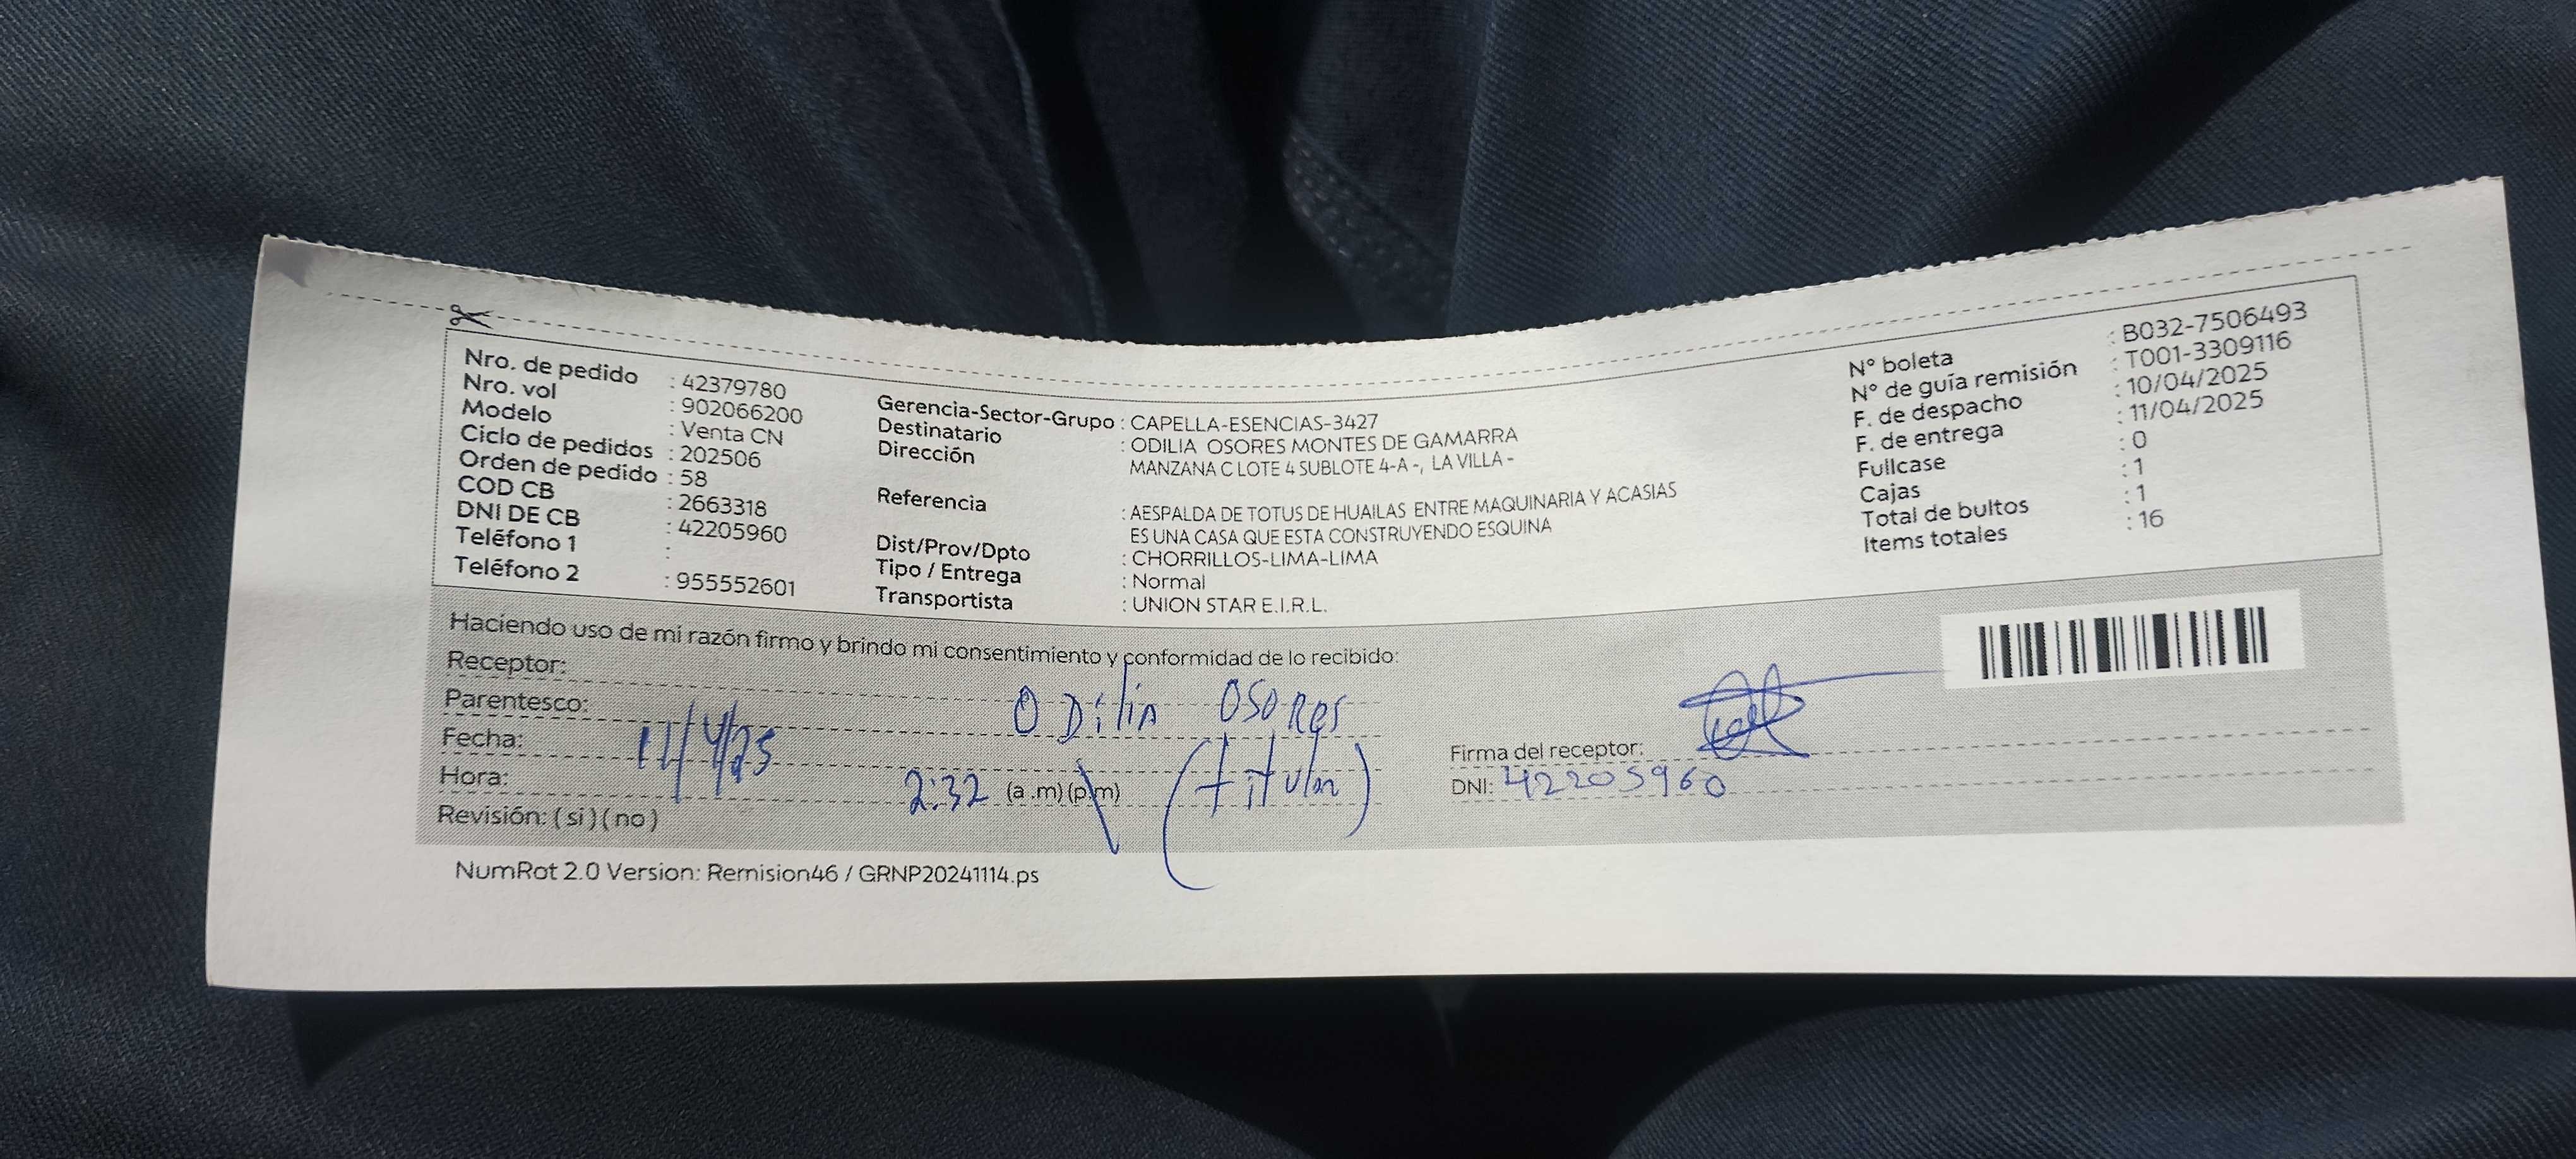 Nro. de pedido : 42379780
Nro. vol : 902066200
Modelo : Venta CN
Ciclo de pedidos : 202506
Orden de pedido : 58
COD CB : 2663318
DNI DE CB : 42205960
Teléfono 1 :
Teléfono 2 : 955552601
Gerencia-Sector-Grupo : CAPELLA-ESENCIAS-3427
Destinatario : ODILIA OSORES MONTES DE GAMARRA
Dirección MANZANA C LOTE 4 SUBLOTE 4-A -, LA VILLA -
Referencia : AESPALDA DE TOTUS DE HUAILAS ENTRE MAQUINARIA Y ACASIAS
ES UNA CASA QUE ESTA CONSTRUYENDO ESQUINA
Dist/Prov/Dpto : CHORRILLOS-LIMA-LIMA
Tipo / Entrega : Normal
Transportista : UNION STAR E.I.R.L.
N° boleta : B032-7506493
N° de guía remisión : T001-3309116
F. de despacho : 10/04/2025
F. de entrega : 11/04/2025
Fullcase : 0
Cajas : 1
Total de bultos : 1
Items totales : 16
Haciendo uso de mi razón firmo y brindo mi consentimiento y conformidad de lo recibido:
Receptor: Odilia OSORES
Parentesco: (titular)
Fecha: 11/4/25
Hora: 2:32 (a .m) (p.m)
Revisión: ( si ) ( no )
Firma del receptor:
DNI: 42205960
NumRot 2.0 Version: Remision46 / GRNP20241114.ps